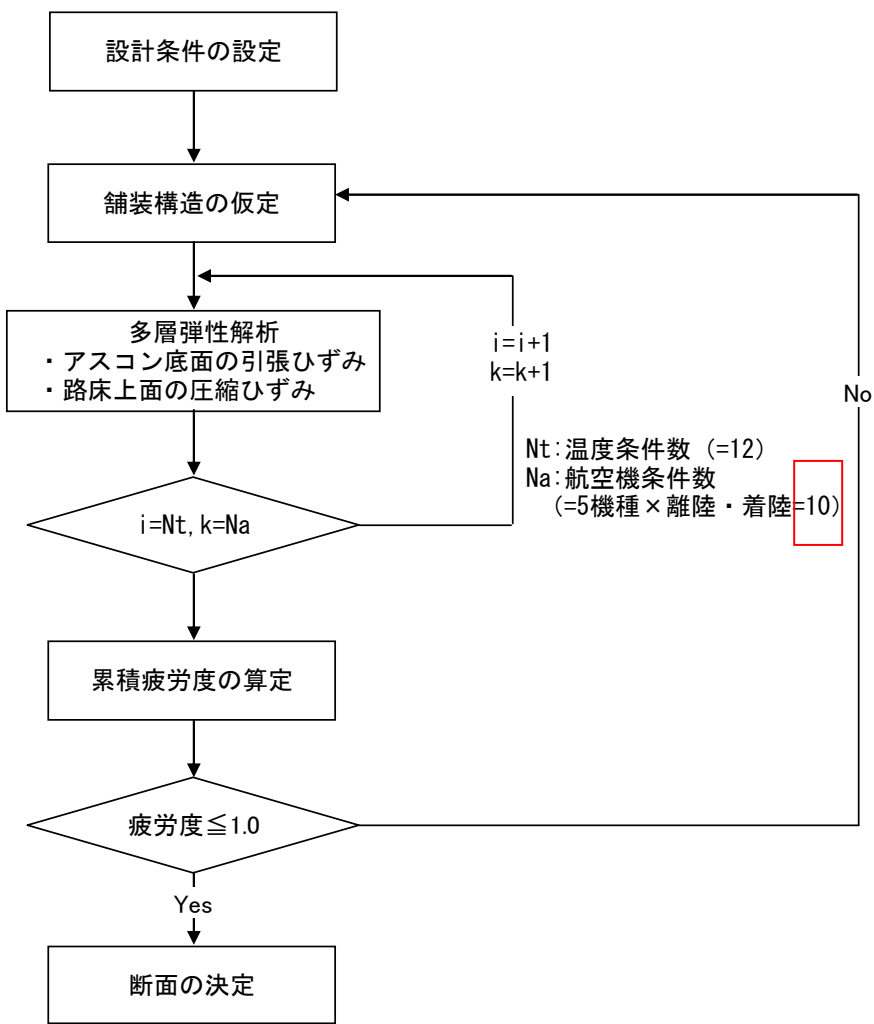 設計条件の設定
舗装構造の仮定
多層弾性解析
・アスコン底面の引張ひずみ
・路床上面の圧縮ひずみ
i=i+1
k=k+1
No
Nt:温度条件数 (=12)
Na:航空機条件数
(=5機種×離陸・着陸=10)
i=Nt, k=Na
累積疲労度の算定
疲労度≦1.0
Yes
断面の決定